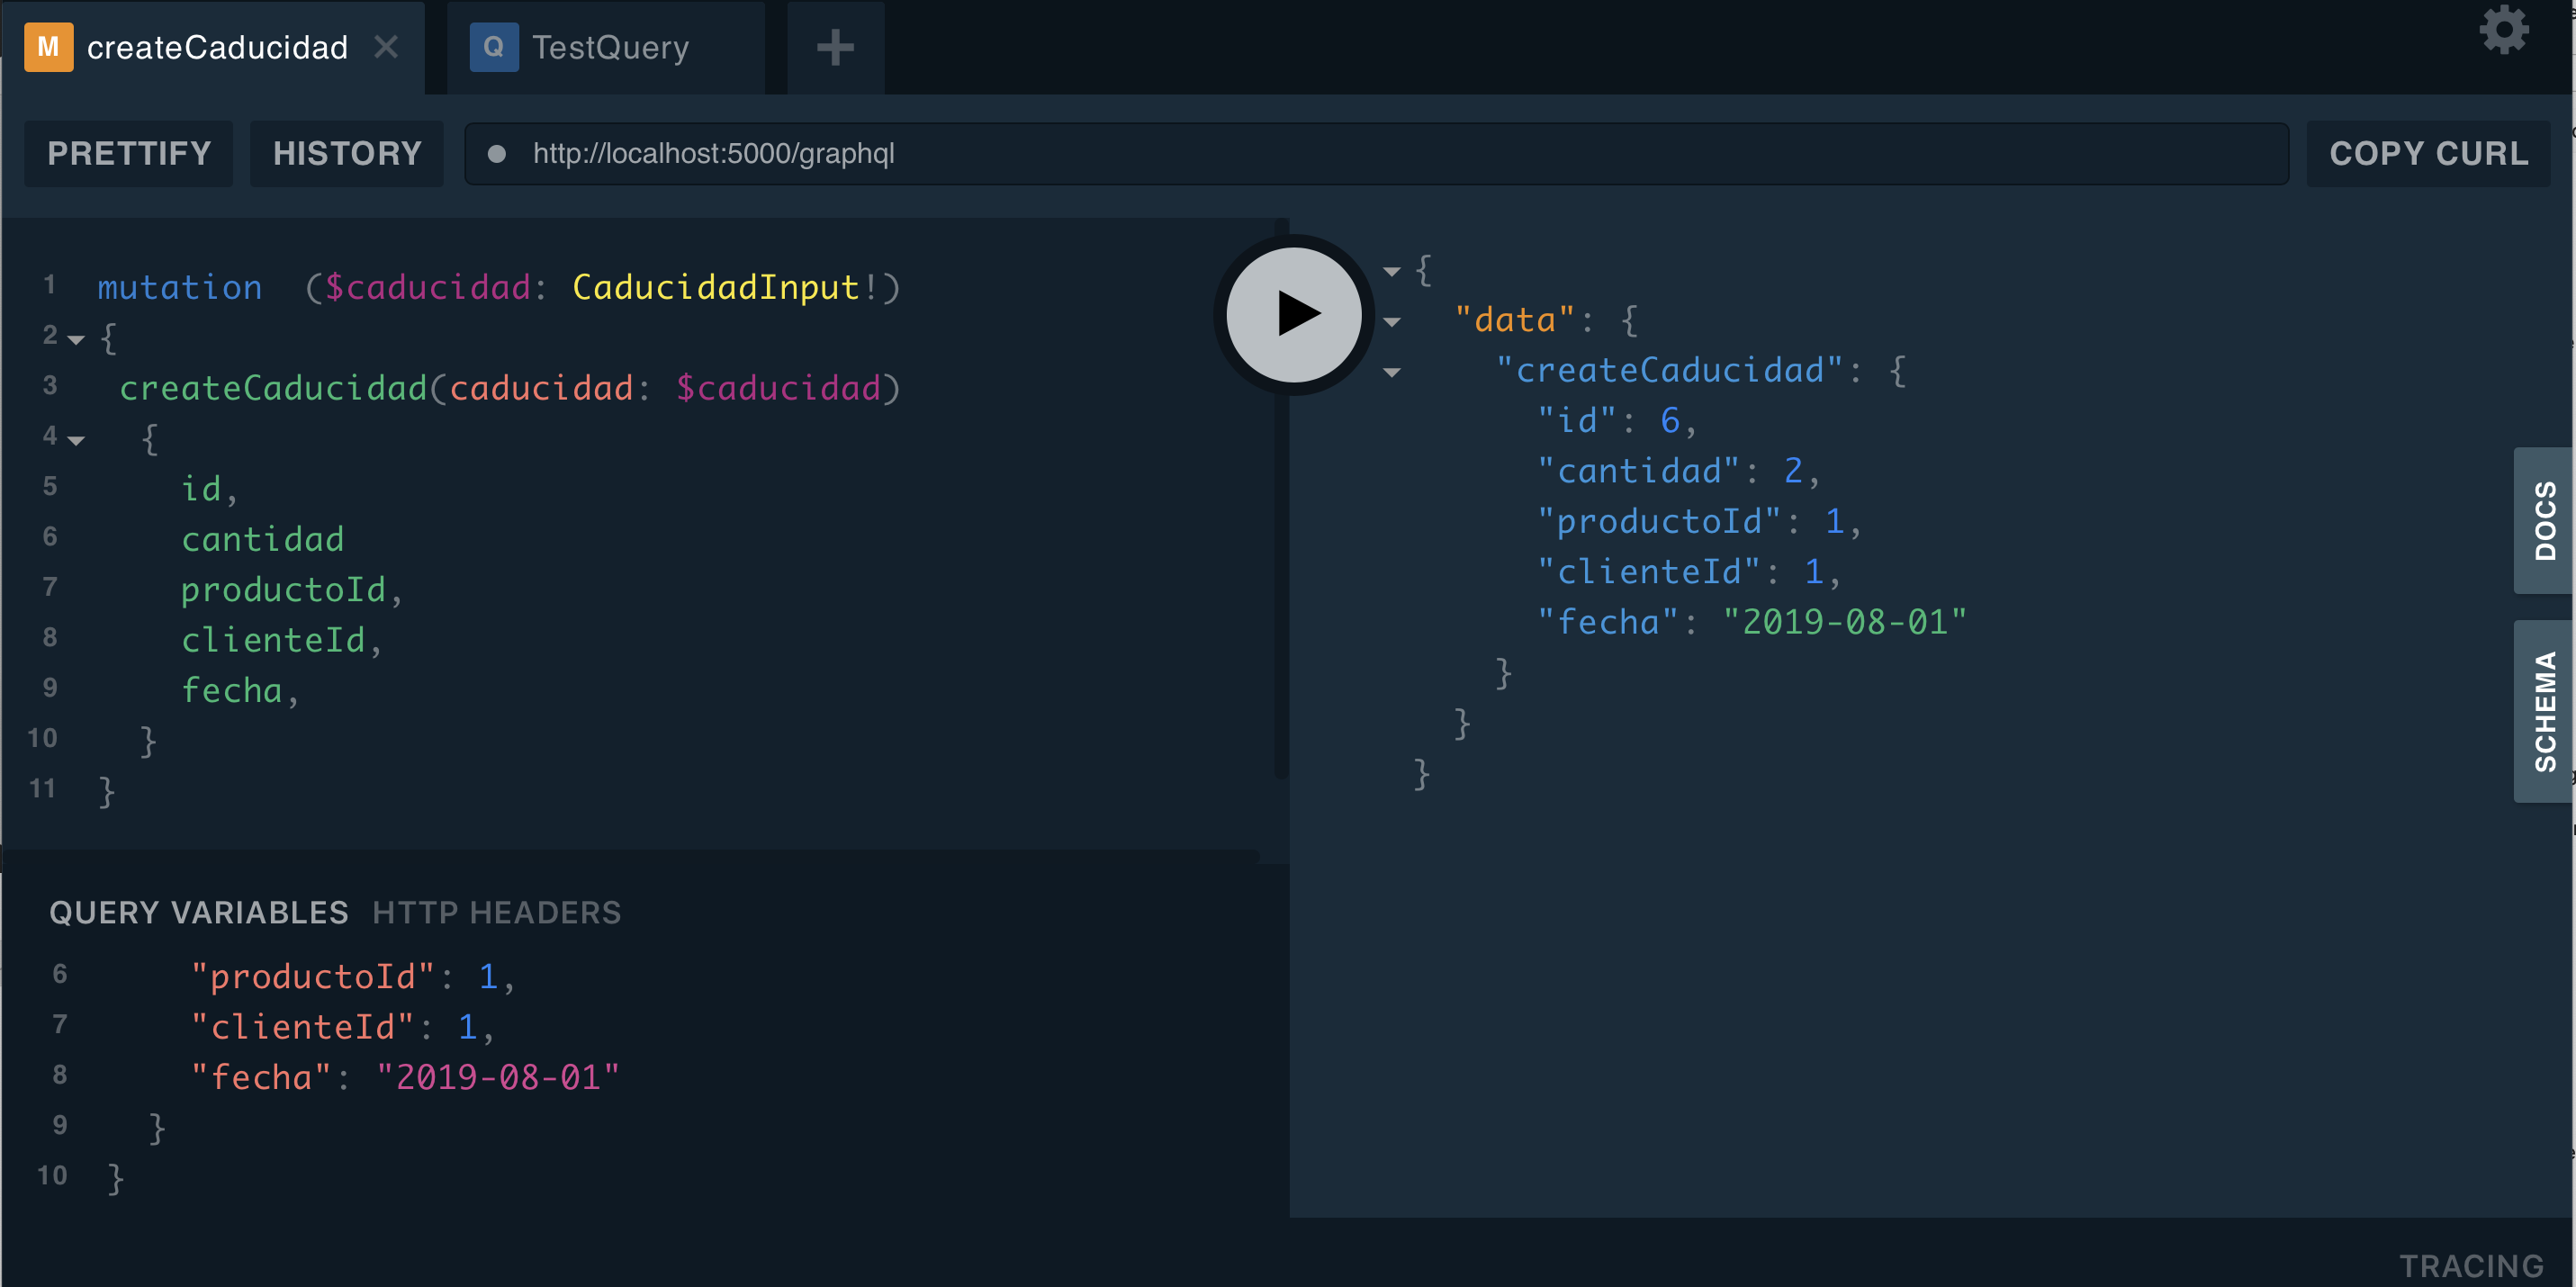 M createCaducidad
Q TestQuery
PRETTIFY HISTORY http://localhost:5000/graphql COPY CURL
1 mutation  ($caducidad: CaducidadInput!)
2 {
3 createCaducidad(caducidad: $caducidad)
4 {
5 id,
6 cantidad
7 productoId,
8 clienteId,
9 fecha,
10 }
11 }
QUERY VARIABLES HTTP HEADERS
6 "productoId": 1,
7 "clienteId": 1,
8 "fecha": "2019-08-01"
9 }
10 }
{
"data": {
"createCaducidad": {
"id": 6,
"cantidad": 2,
"productoId": 1,
"clienteId": 1,
"fecha": "2019-08-01"
}
}
}
DOCS
SCHEMA
TRACING